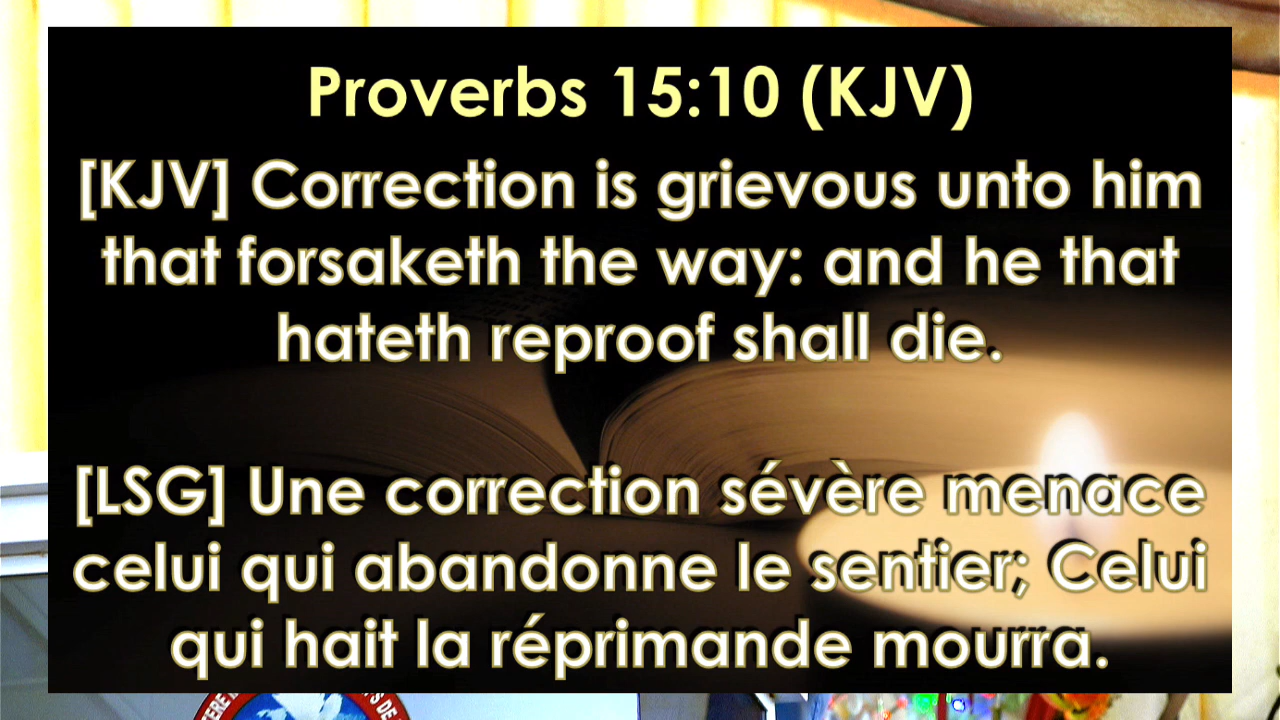 Proverbs 15:10 (KJV)
[KJV] Correction is grievous unto him
that forsaketh the way: and he that
hateth reproof shall die.
[LSG] Une correction sévère menace
celui qui abandonne le sentier; Celui
qui hait la réprimande mourra.